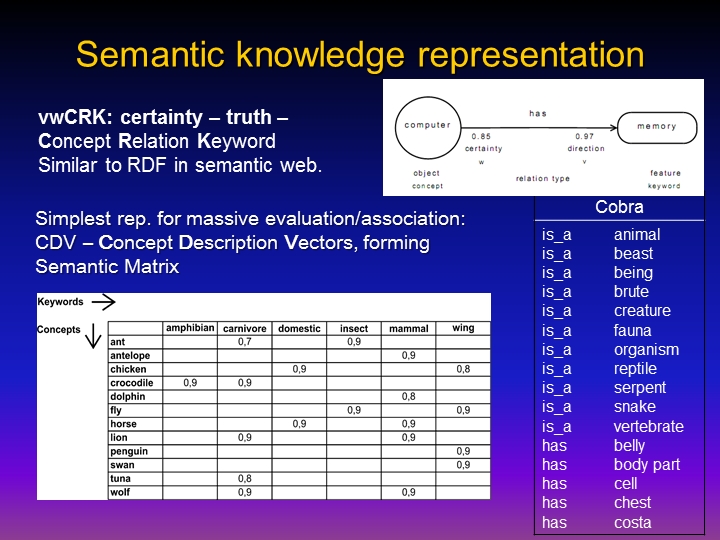 Semantic knowledge representation
vwCRK: certainty – truth –
Concept Relation Keyword
Similar to RDF in semantic web.
computer has memory
0.85 0.97
certainty direction
w v
object relation type feature
concept keyword
Simplest rep. for massive evaluation/association:
CDV – Concept Description Vectors, forming
Semantic Matrix
Keywords
Concepts
amphibian carnivore domestic insect mammal wing
ant 0,7 0,9
antelope 0,9
chicken 0,9 0,8
crocodile 0,9 0,9
dolphin 0,8
fly 0,9 0,9
horse 0,9 0,9
lion 0,9 0,9
penguin 0,9
swan 0,9
tuna 0,8
wolf 0,9 0,9
Cobra
is_a animal
is_a beast
is_a being
is_a brute
is_a creature
is_a fauna
is_a organism
is_a reptile
is_a serpent
is_a snake
is_a vertebrate
has belly
has body part
has cell
has chest
has costa